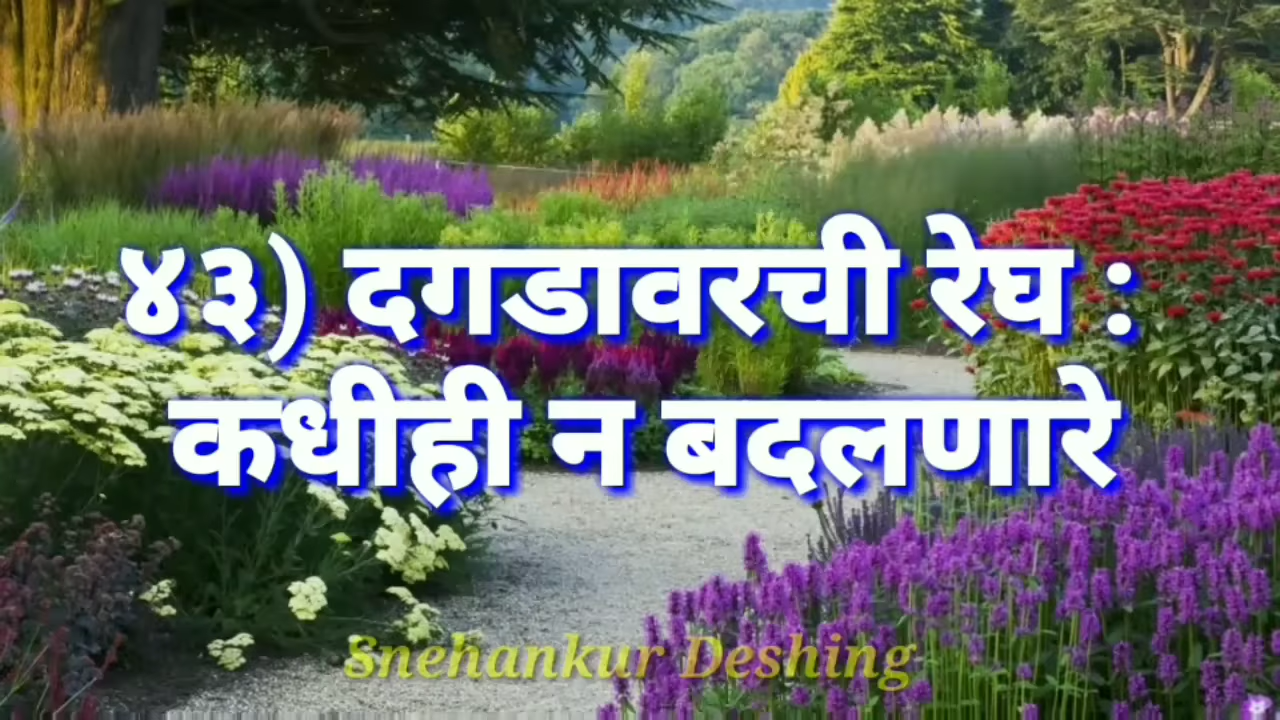 ४३) दगडावरची रेघ :
कधीही न बदलणारे
Snehankur Deshing